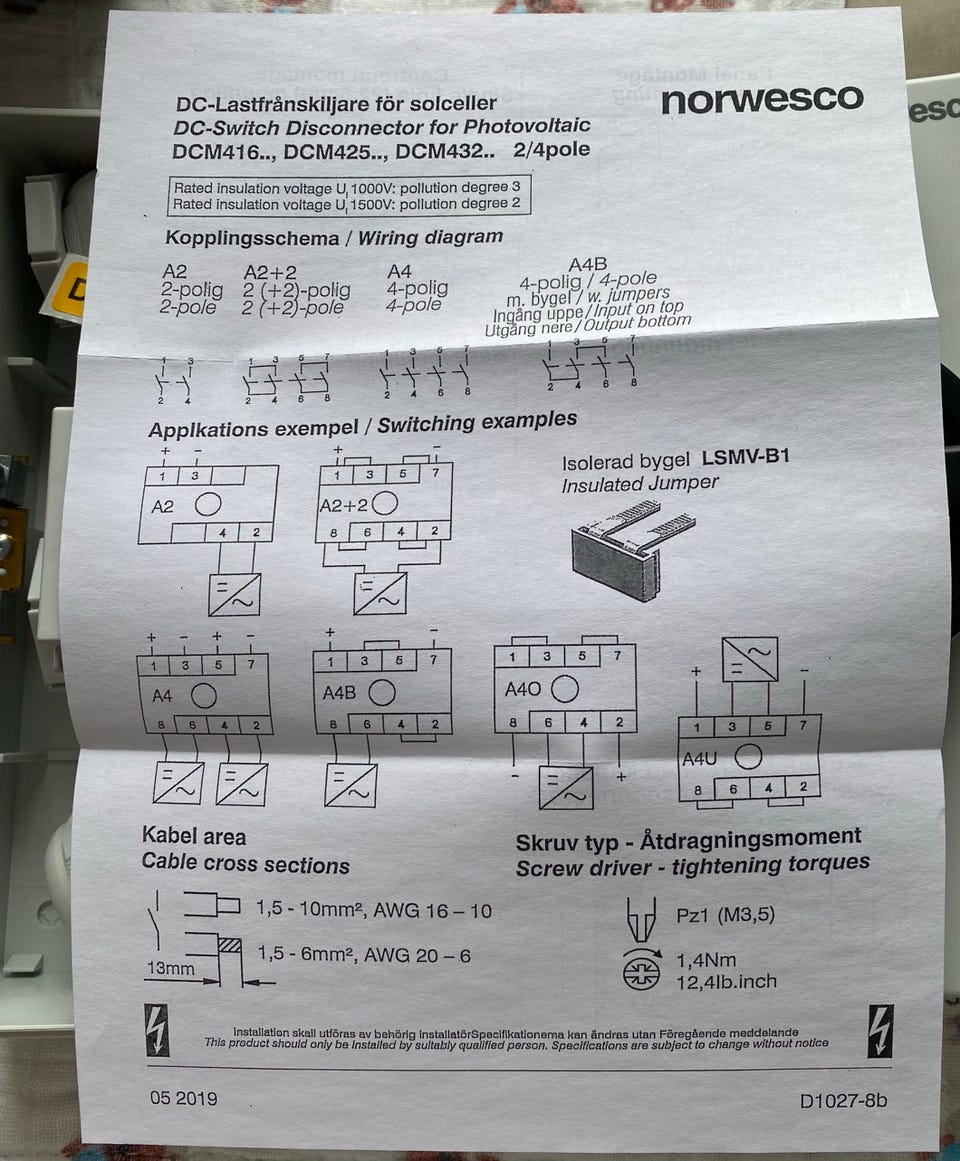 norwesco
DC-Lastfrånskiljare för solceller
DC-Switch Disconnector for Photovoltaic
DCM416.., DCM425.., DCM432.. 2/4pole
esc
Rated insulation voltage Ui 1000V: pollution degree 3
Rated insulation voltage Ui 1500V: pollution degree 2
Kopplingsschema / Wiring diagram
A2
2-polig
2-pole
A2+2
2 (+2)-polig
2 (+2)-pole
A4
4-polig
4-pole
A4B
4-polig / 4-pole
m. bygel / w. jumpers
Ingång uppe / Input on top
Utgång nere / Output bottom
1 3
2 4
1 3 5 7
2 4 6 8
1 3 5 7
2 4 6 8
1 3 5 7
2 4 6 8
Applkations exempel / Switching examples
+ -
1 3
A2
4 2
= ~
+ -
1 3 5 7
A2+2
8 6 4 2
= ~
Isolerad bygel LSMV-B1
Insulated Jumper
+ - + -
1 3 5 7
A4
8 6 4 2
= ~ = ~
+ -
1 3 5 7
A4B
8 6 4 2
= ~
1 3 5 7
A4O
8 6 4 2
- +
= ~
= ~
+ -
1 3 5 7
A4U
8 6 4 2
Kabel area
Cable cross sections
1,5 - 10mm², AWG 16 – 10
1,5 - 6mm², AWG 20 – 6
13mm
Skruv typ - Åtdragningsmoment
Screw driver - tightening torques
Pz1 (M3,5)
1,4Nm
12,4lb.inch
Installation skall utföras av behörig InstallatörSpecifikationerna kan ändras utan Föregående meddelande
This product should only be Installed by suitably qualified person. Specifications are subject to change without notice
05 2019
D1027-8b